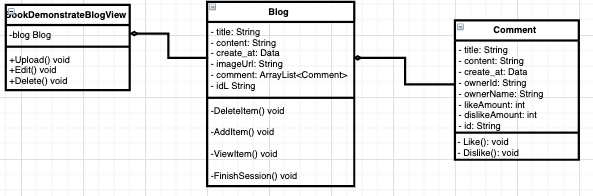 BookDemonstrateBlogView
-blog Blog
+Upload() void
+Edit() void
+Delete() void
Blog
- title: String
- content: String
- create_at: Data
- imageUrl: String
- comment: ArrayList<Comment>
- idL String
-DeleteItem() void
-AddItem() void
-ViewItem() void
-FinishSession() void
Comment
- title: String
- content: String
- create_at: Data
- ownerId: String
- ownerName: String
- likeAmount: int
- dislikeAmount: int
- id: String
- Like(): void
- Dislike(): void